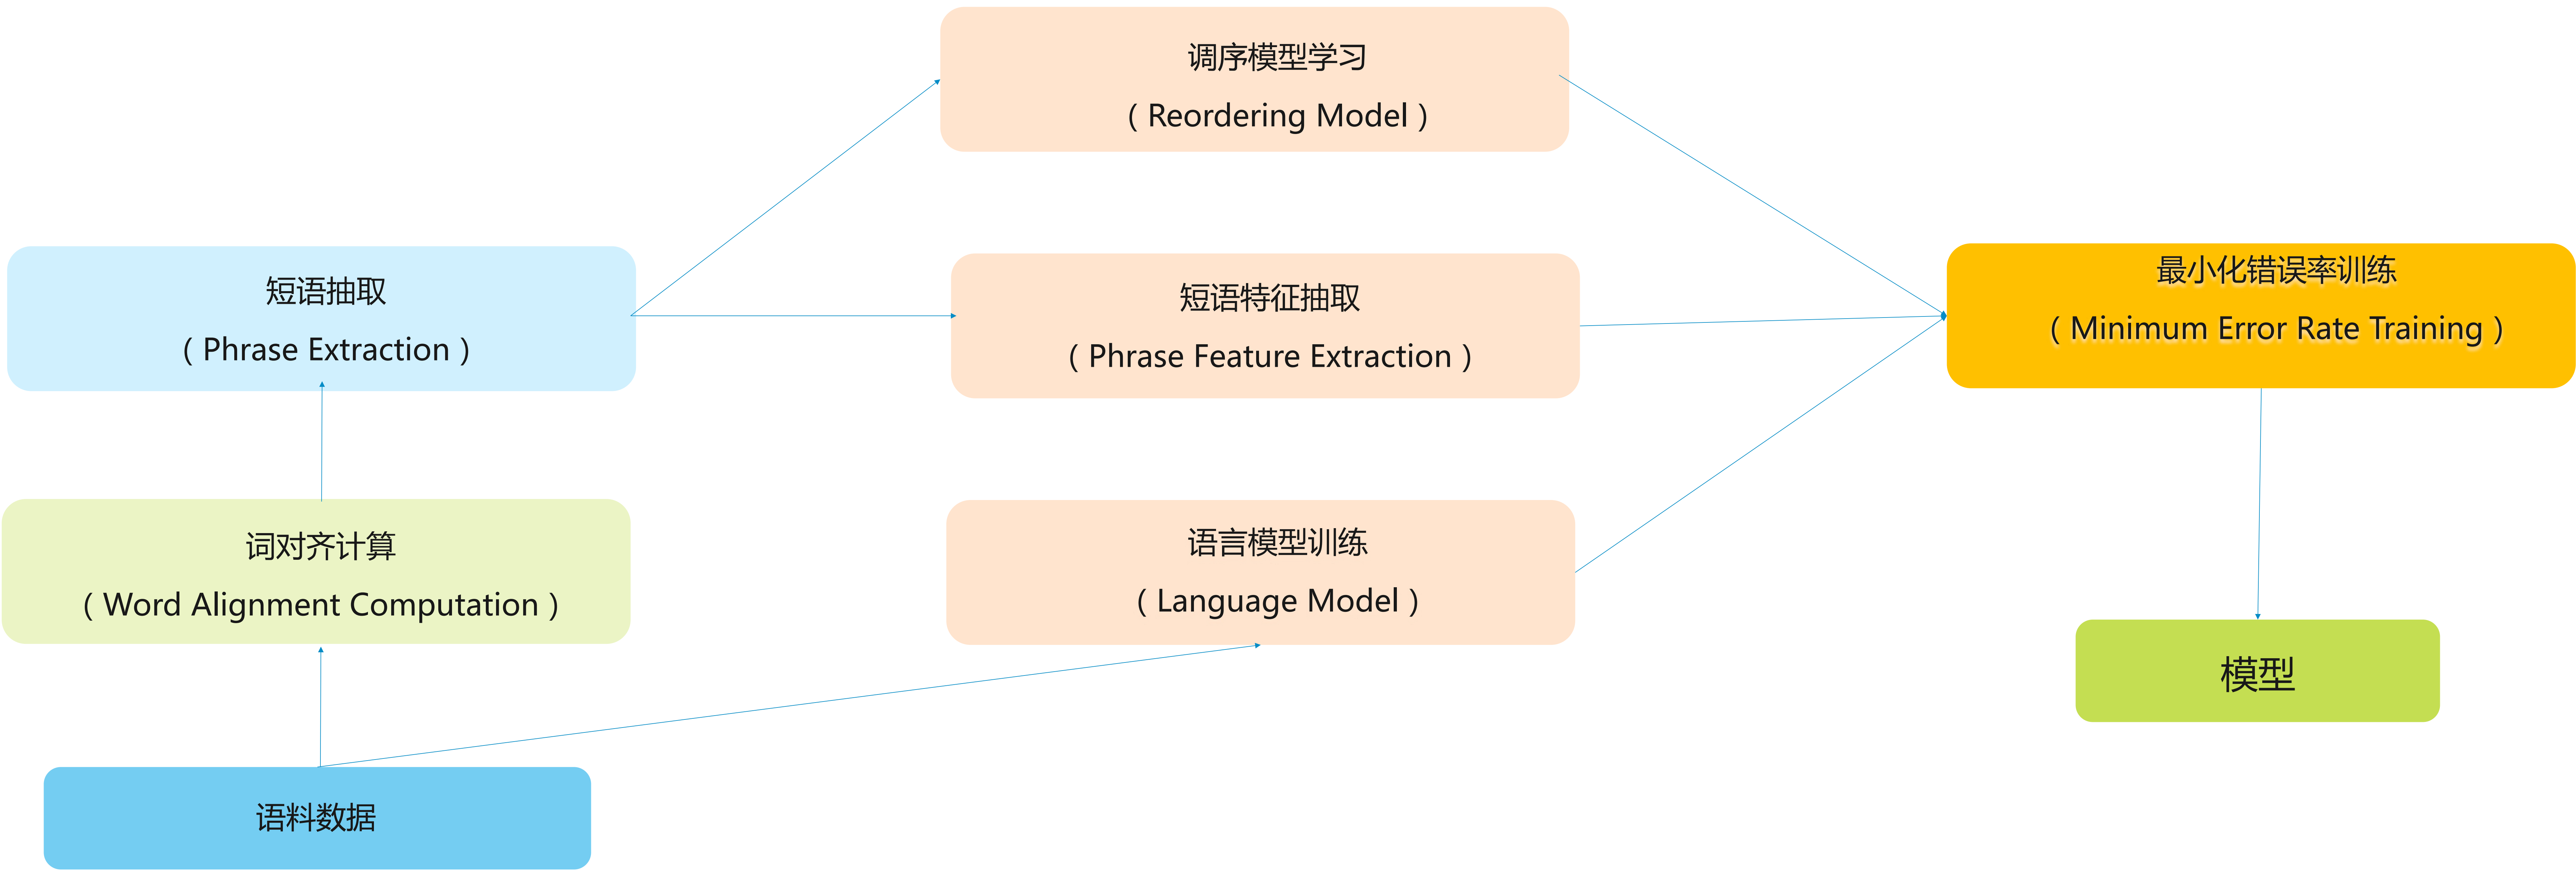 调序模型学习
（Reordering Model）
短语抽取
（Phrase Extraction）
短语特征抽取
（Phrase Feature Extraction）
最小化错误率训练
（Minimum Error Rate Training）
词对齐计算
（Word Alignment Computation）
语言模型训练
（Language Model）
模型
语料数据